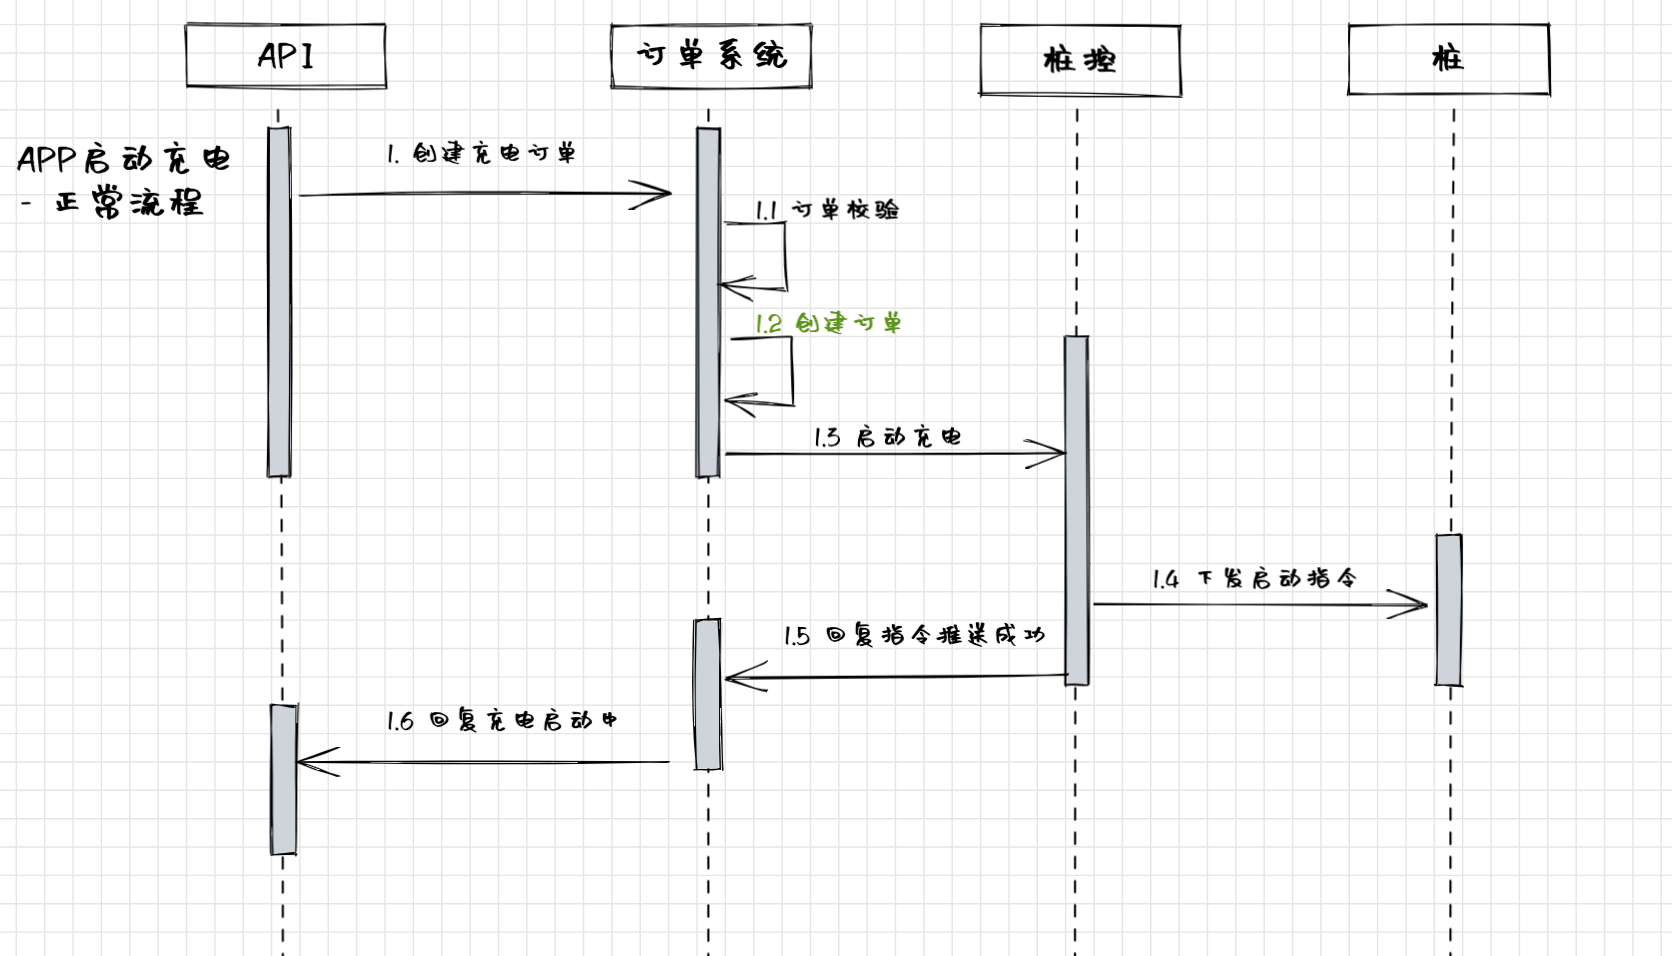 API
订单系统
桩控
桩
APP启动充电
- 正常流程
1. 创建充电订单
1.1 订单校验
1.2 创建订单
1.3 启动充电
1.4 下发启动指令
1.5 回复指令推送成功
1.6 回复充电启动中